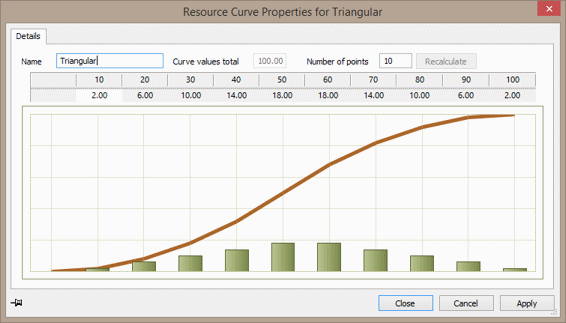 Resource Curve Properties for Triangular
Details
Name Triangular Curve values total 100.00 Number of points 10 Recalculate
10 20 30 40 50 60 70 80 90 100
2.00 6.00 10.00 14.00 18.00 18.00 14.00 10.00 6.00 2.00
Close Cancel Apply